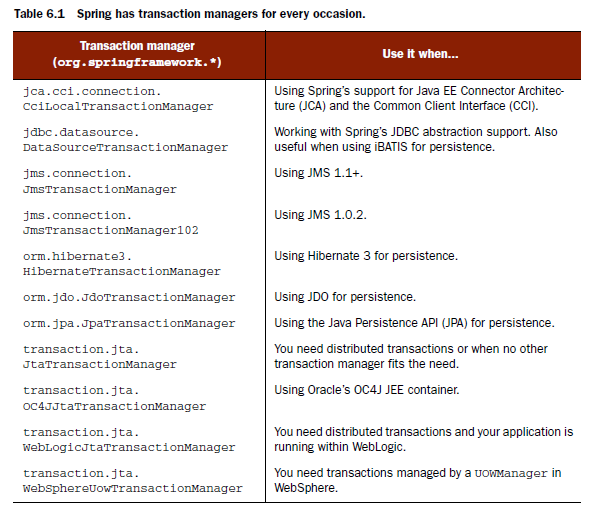 Table 6.1 Spring has transaction managers for every occasion.
Transaction manager
(org.springframework.*)
Use it when...
jca.cci.connection.
CciLocalTransactionManager
Using Spring's support for Java EE Connector Architec-
ture (JCA) and the Common Client Interface (CCI).
jdbc.datasource.
DataSourceTransactionManager
Working with Spring's JDBC abstraction support. Also
useful when using iBATIS for persistence.
jms.connection.
JmsTransactionManager
Using JMS 1.1+.
jms.connection.
JmsTransactionManager102
Using JMS 1.0.2.
orm.hibernate3.
HibernateTransactionManager
Using Hibernate 3 for persistence.
orm.jdo.JdoTransactionManager
Using JDO for persistence.
orm.jpa.JpaTransactionManager
Using the Java Persistence API (JPA) for persistence.
transaction.jta.
JtaTransactionManager
You need distributed transactions or when no other
transaction manager fits the need.
transaction.jta.
OC4JJtaTransactionManager
Using Oracle's OC4J JEE container.
transaction.jta.
WebLogicJtaTransactionManager
You need distributed transactions and your application is
running within WebLogic.
transaction.jta.
WebSphereUowTransactionManager
You need transactions managed by a UOWManager in
WebSphere.